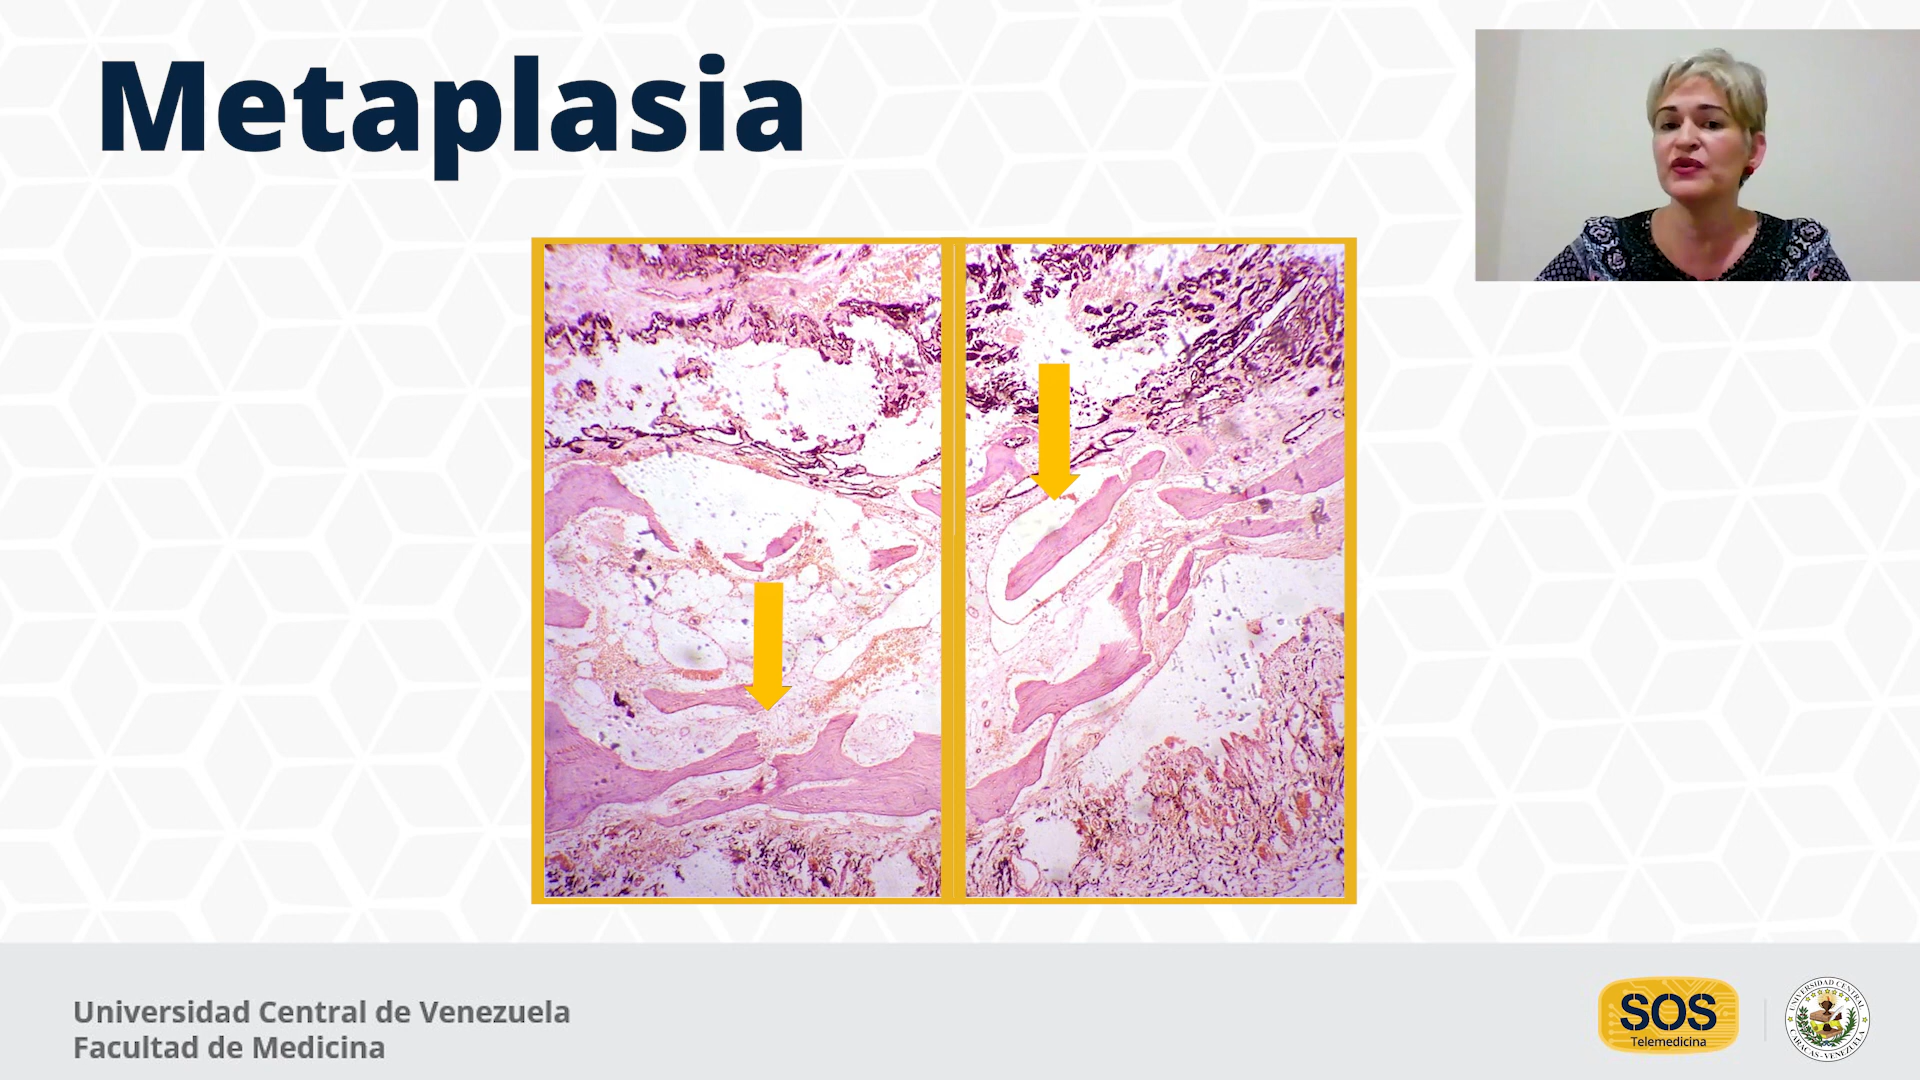 Metaplasia
Universidad Central de Venezuela
Facultad de Medicina
SOS
Telemedicina
UNIVERSIDAD CENTRAL
CARACAS - VENEZUELA